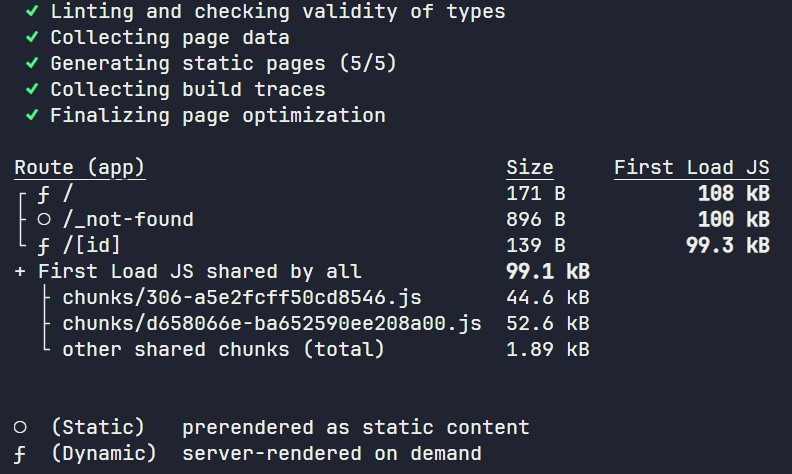 ✓ Linting and checking validity of types
✓ Collecting page data
✓ Generating static pages (5/5)
✓ Collecting build traces
✓ Finalizing page optimization
Route (app) Size First Load JS
┌ ƒ / 171 B 108 kB
├ ○ /_not-found 896 B 100 kB
└ ƒ /[id] 139 B 99.3 kB
+ First Load JS shared by all 99.1 kB
├ chunks/306-a5e2fcff50cd8546.js 44.6 kB
├ chunks/d658066e-ba652590ee208a00.js 52.6 kB
└ other shared chunks (total) 1.89 kB
○ (Static) prerendered as static content
ƒ (Dynamic) server-rendered on demand